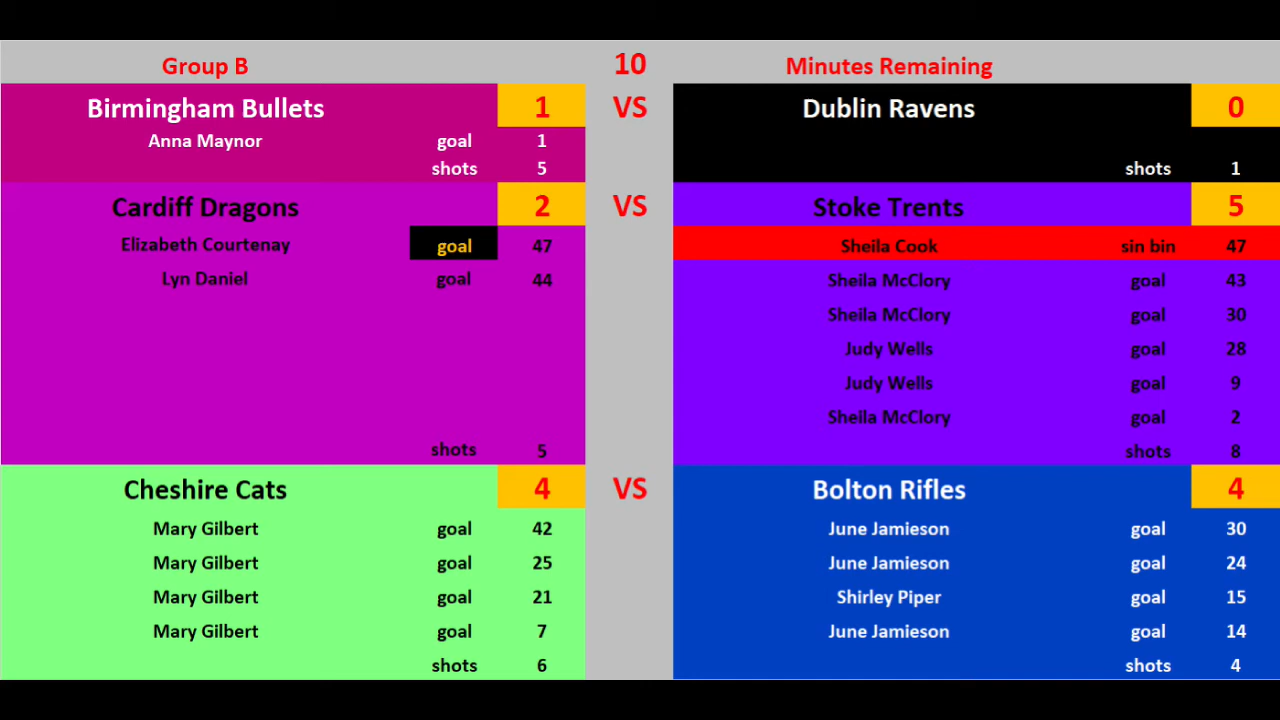 Group B 10 Minutes Remaining
Birmingham Bullets 1 VS Dublin Ravens 0
Anna Maynor goal 1
shots 5 shots 1
Cardiff Dragons 2 VS Stoke Trents 5
Elizabeth Courtenay goal 47 Sheila Cook sin bin 47
Lyn Daniel goal 44 Sheila McClory goal 43
Sheila McClory goal 30
Judy Wells goal 28
Judy Wells goal 9
Sheila McClory goal 2
shots 5 shots 8
Cheshire Cats 4 VS Bolton Rifles 4
Mary Gilbert goal 42 June Jamieson goal 30
Mary Gilbert goal 25 June Jamieson goal 24
Mary Gilbert goal 21 Shirley Piper goal 15
Mary Gilbert goal 7 June Jamieson goal 14
shots 6 shots 4